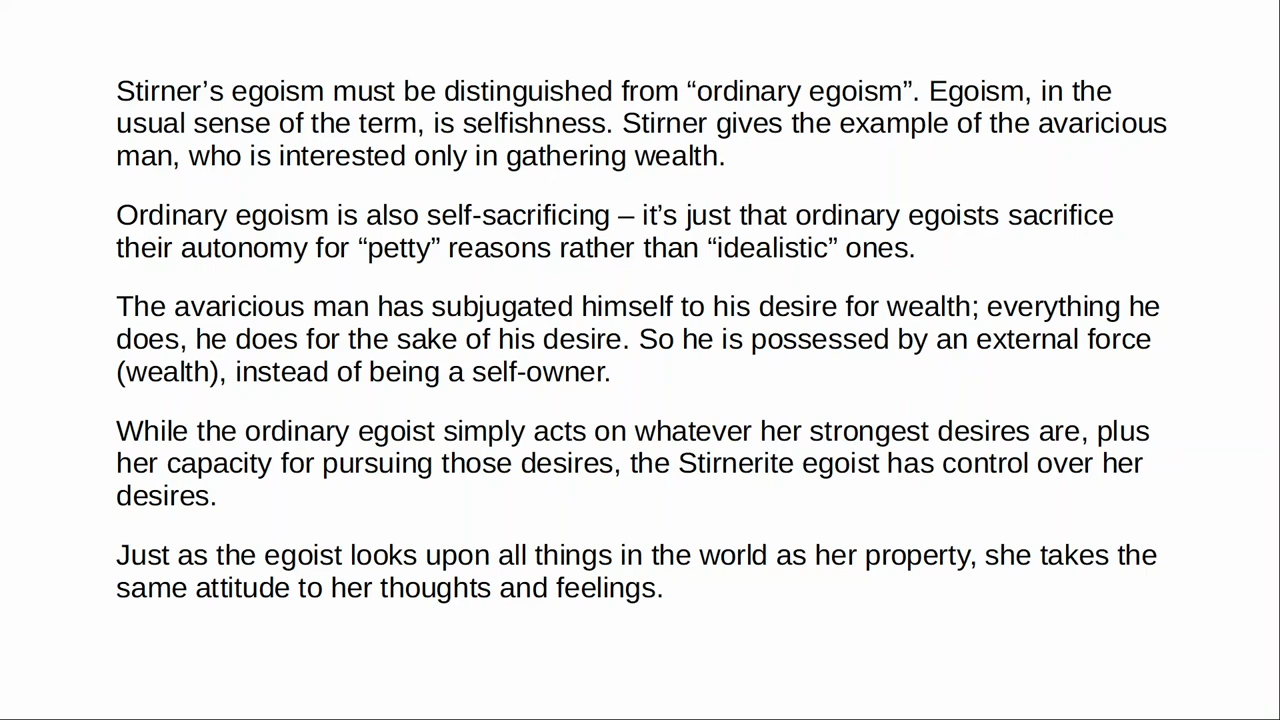 Stirner’s egoism must be distinguished from “ordinary egoism”. Egoism, in the
usual sense of the term, is selfishness. Stirner gives the example of the avaricious
man, who is interested only in gathering wealth.
Ordinary egoism is also self-sacrificing – it’s just that ordinary egoists sacrifice
their autonomy for “petty” reasons rather than “idealistic” ones.
The avaricious man has subjugated himself to his desire for wealth; everything he
does, he does for the sake of his desire. So he is possessed by an external force
(wealth), instead of being a self-owner.
While the ordinary egoist simply acts on whatever her strongest desires are, plus
her capacity for pursuing those desires, the Stirnerite egoist has control over her
desires.
Just as the egoist looks upon all things in the world as her property, she takes the
same attitude to her thoughts and feelings.